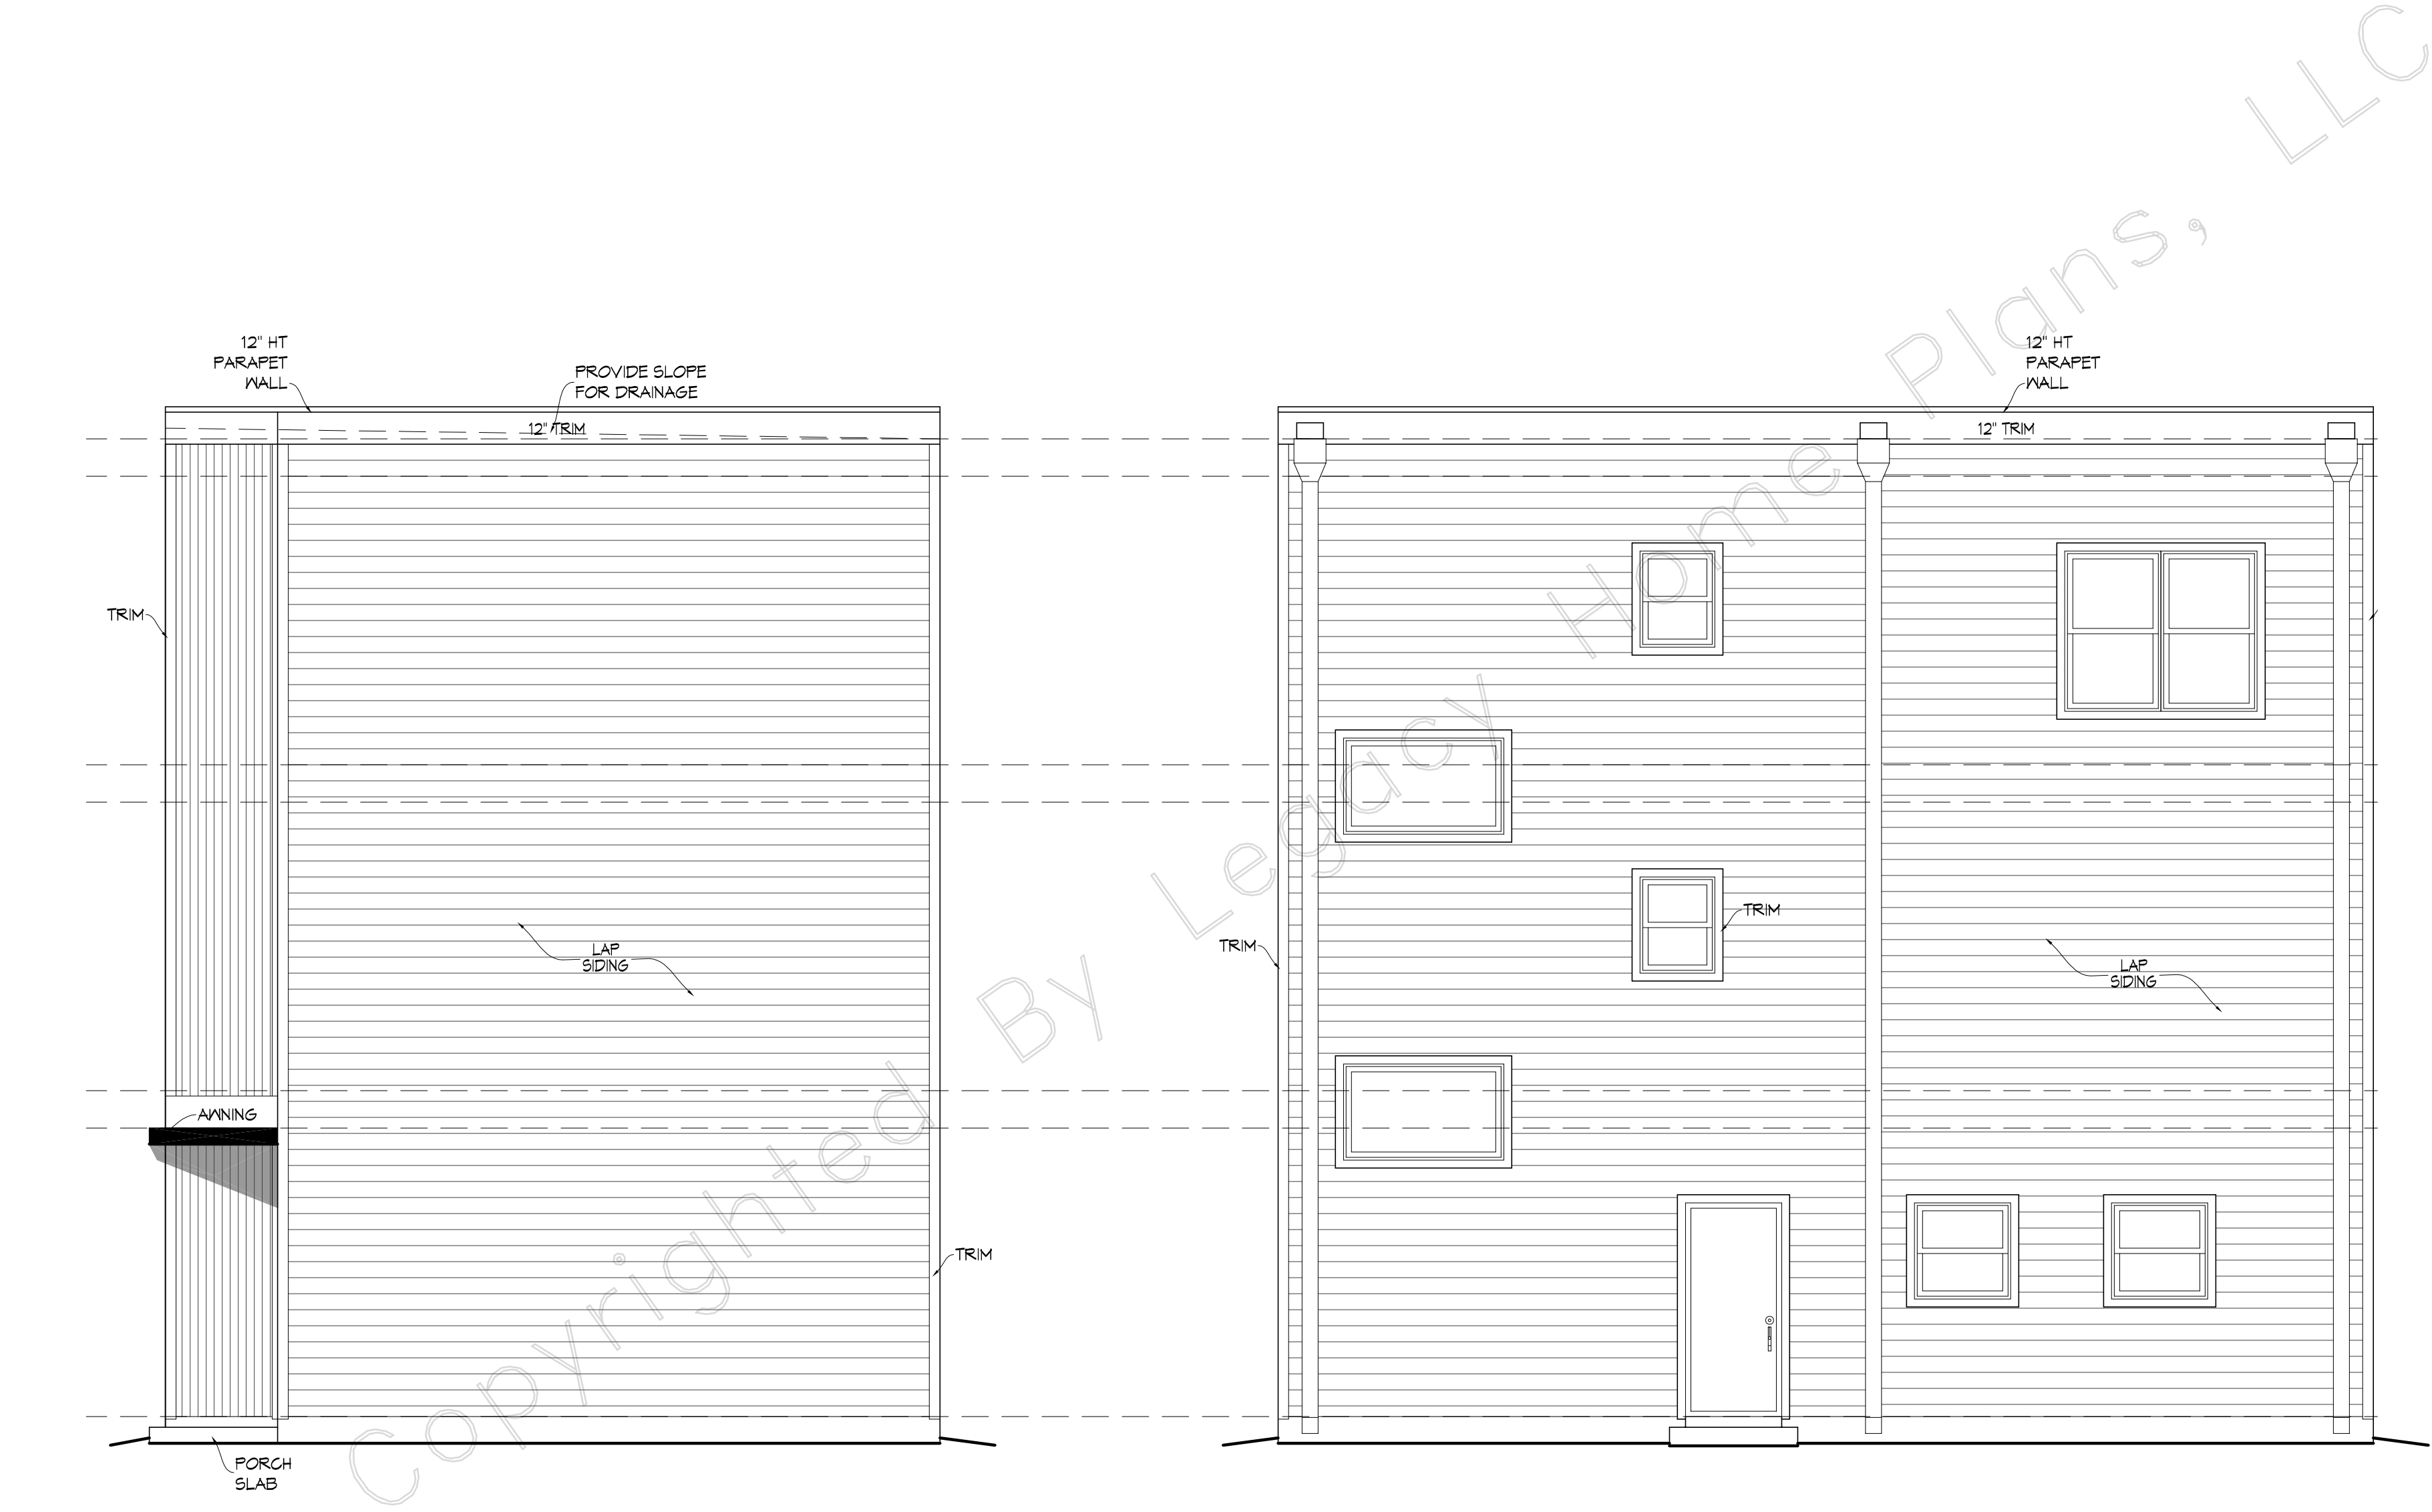 12" HT
PARAPET
WALL
PROVIDE SLOPE
FOR DRAINAGE
12" TRIM
TRIM
LAP
SIDING
AWNING
TRIM
PORCH
SLAB
12" HT
PARAPET
WALL
12" TRIM
TRIM
TRIM
LAP
SIDING
Copyrighted By Legacy Home Plans, LLC